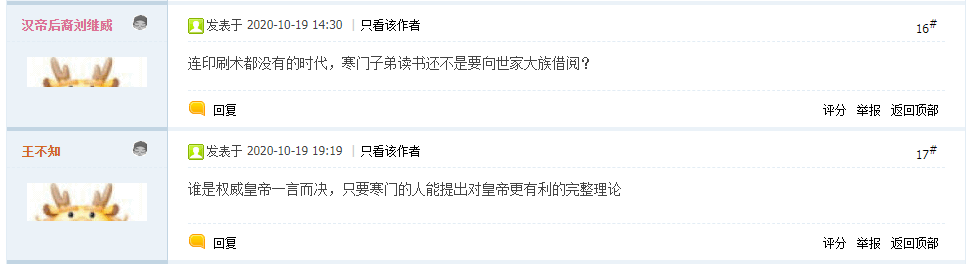 汉帝后裔刘继威
发表于 2020-10-19 14:30 | 只看该作者
16#
连印刷术都没有的时代，寒门子弟读书还不是要向世家大族借阅？
回复
评分 举报 返回顶部
王不知
发表于 2020-10-19 19:19 | 只看该作者
17#
谁是权威皇帝一言而决，只要寒门的人能提出对皇帝更有利的完整理论
回复
评分 举报 返回顶部